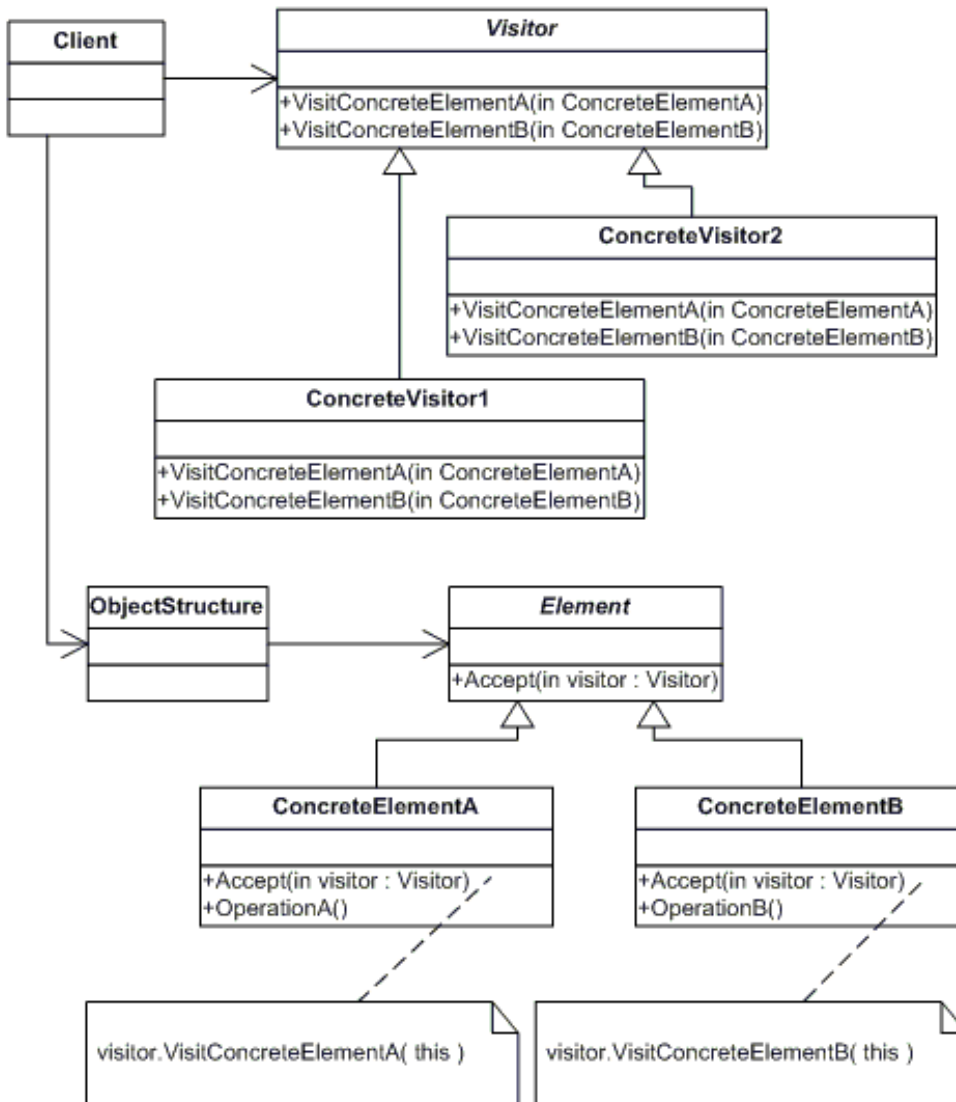 Client
Visitor
+VisitConcreteElementA(in ConcreteElementA)
+VisitConcreteElementB(in ConcreteElementB)
ConcreteVisitor2
+VisitConcreteElementA(in ConcreteElementA)
+VisitConcreteElementB(in ConcreteElementB)
ConcreteVisitor1
+VisitConcreteElementA(in ConcreteElementA)
+VisitConcreteElementB(in ConcreteElementB)
ObjectStructure
Element
+Accept(in visitor : Visitor)
ConcreteElementA
+Accept(in visitor : Visitor)
+OperationA()
ConcreteElementB
+Accept(in visitor : Visitor)
+OperationB()
visitor.VisitConcreteElementA( this )
visitor.VisitConcreteElementB( this )